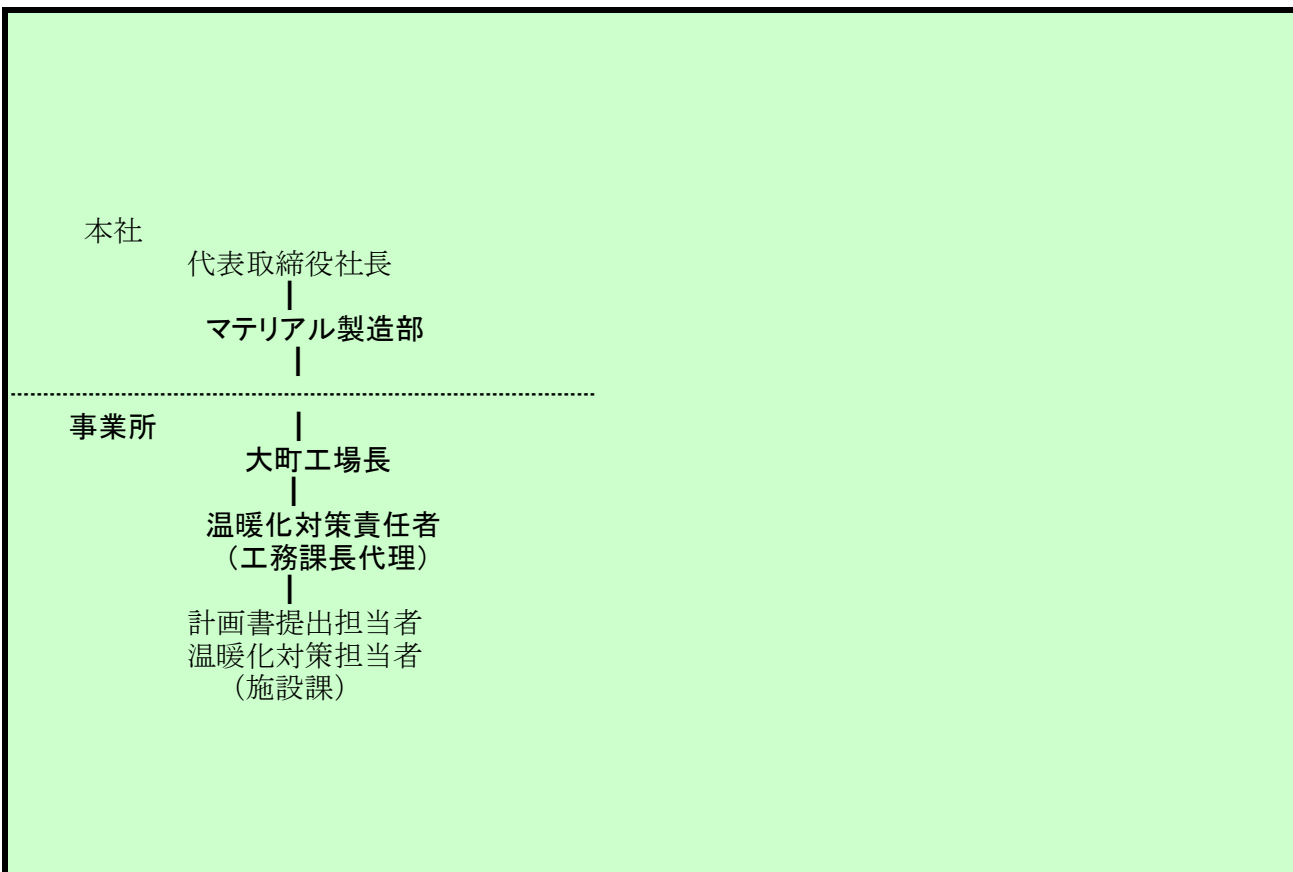 本社
代表取締役社長
マテリアル製造部
事業所
大町工場長
温暖化対策責任者
（工務課長代理）
計画書提出担当者
温暖化対策担当者
（施設課）